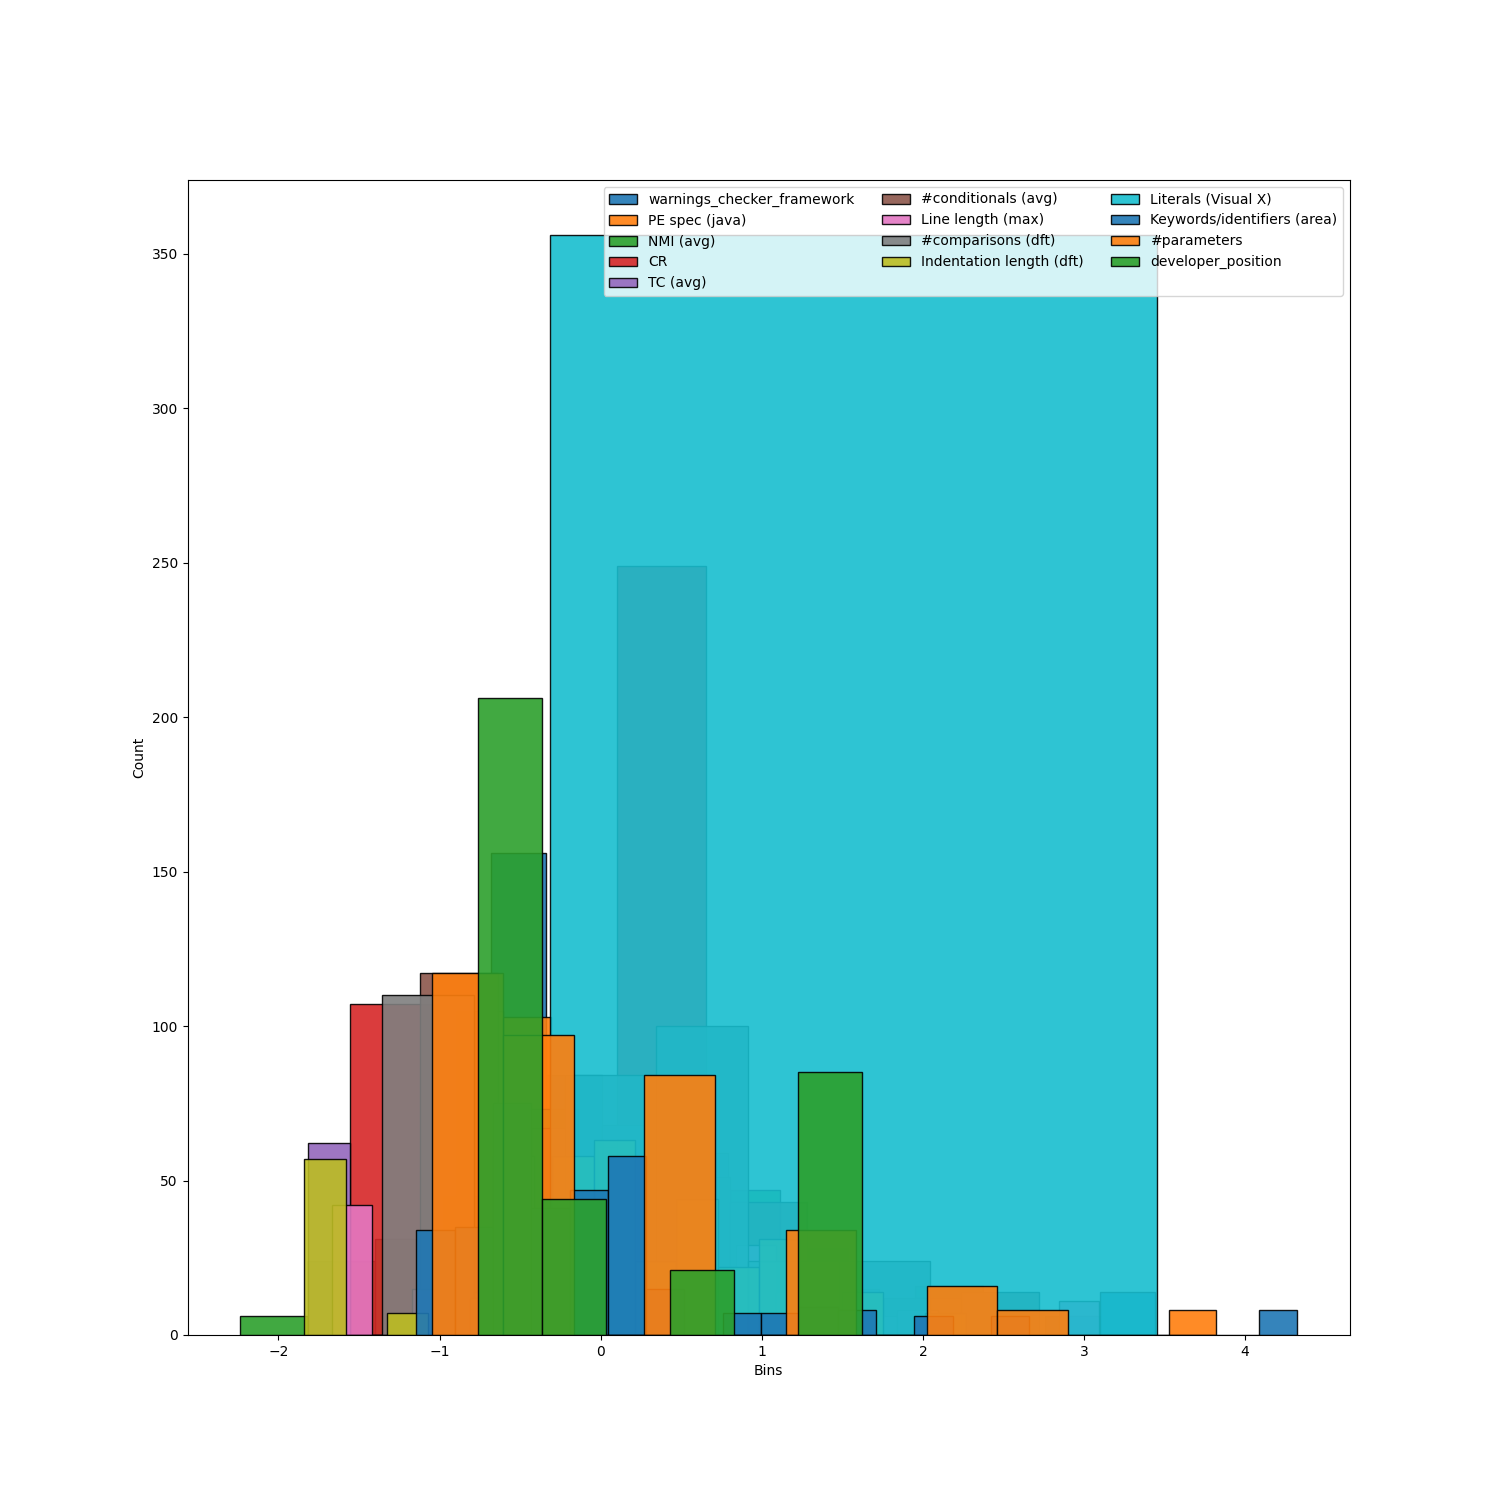 warnings_checker_framework
PE spec (java)
NMI (avg)
CR
TC (avg)
#conditionals (avg)
Line length (max)
#comparisons (dft)
Indentation length (dft)
Literals (Visual X)
Keywords/identifiers (area)
#parameters
developer_position
350
300
250
200
150
100
50
0
Count
−2 −1 0 1 2 3 4
Bins